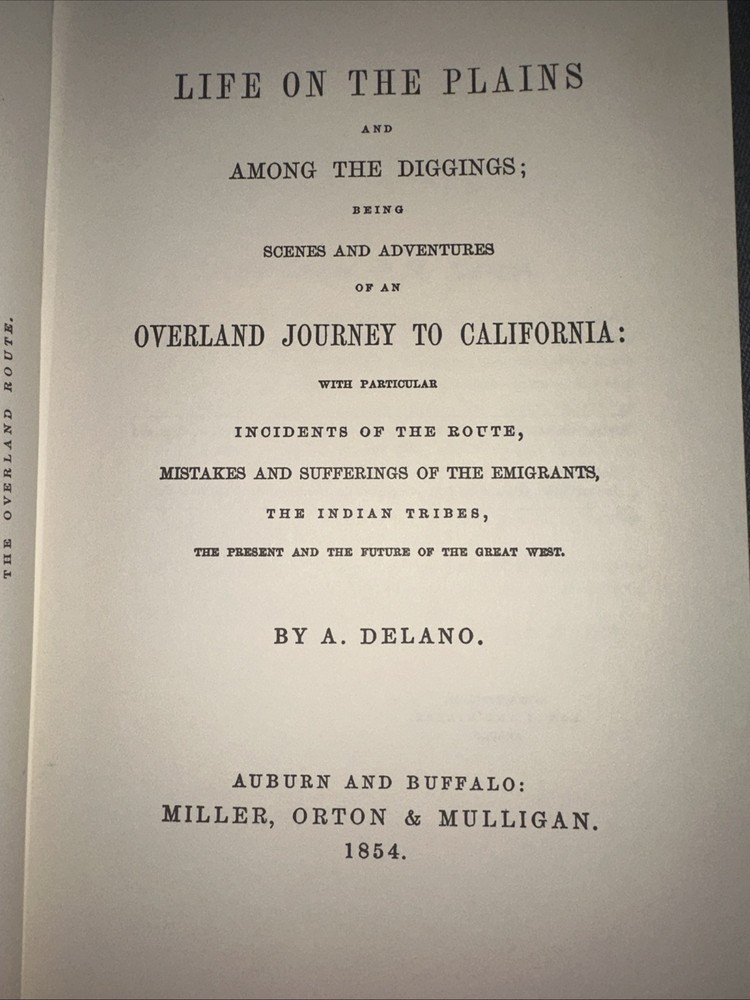 THE OVERLAND ROUTE.
LIFE ON THE PLAINS
AND
AMONG THE DIGGINGS;
BEING
SCENES AND ADVENTURES
OF AN
OVERLAND JOURNEY TO CALIFORNIA:
WITH PARTICULAR
INCIDENTS OF THE ROUTE,
MISTAKES AND SUFFERINGS OF THE EMIGRANTS,
THE INDIAN TRIBES,
THE PRESENT AND THE FUTURE OF THE GREAT WEST.
BY A. DELANO.
AUBURN AND BUFFALO:
MILLER, ORTON & MULLIGAN.
1854.